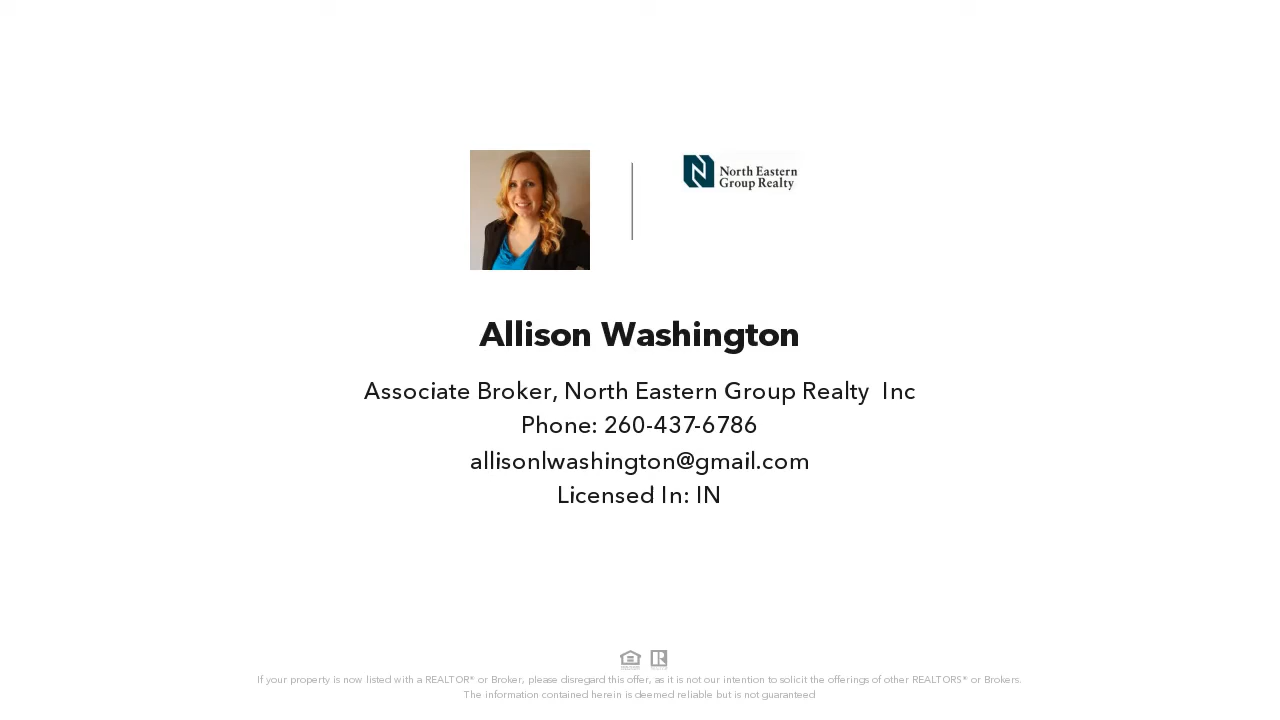 North Eastern
Group Realty
Allison Washington
Associate Broker, North Eastern Group Realty  Inc
Phone: 260-437-6786
allisonlwashington@gmail.com
Licensed In: IN
If your property is now listed with a REALTOR® or Broker, please disregard this offer, as it is not our intention to solicit the offerings of other REALTORS® or Brokers.
The information contained herein is deemed reliable but is not guaranteed